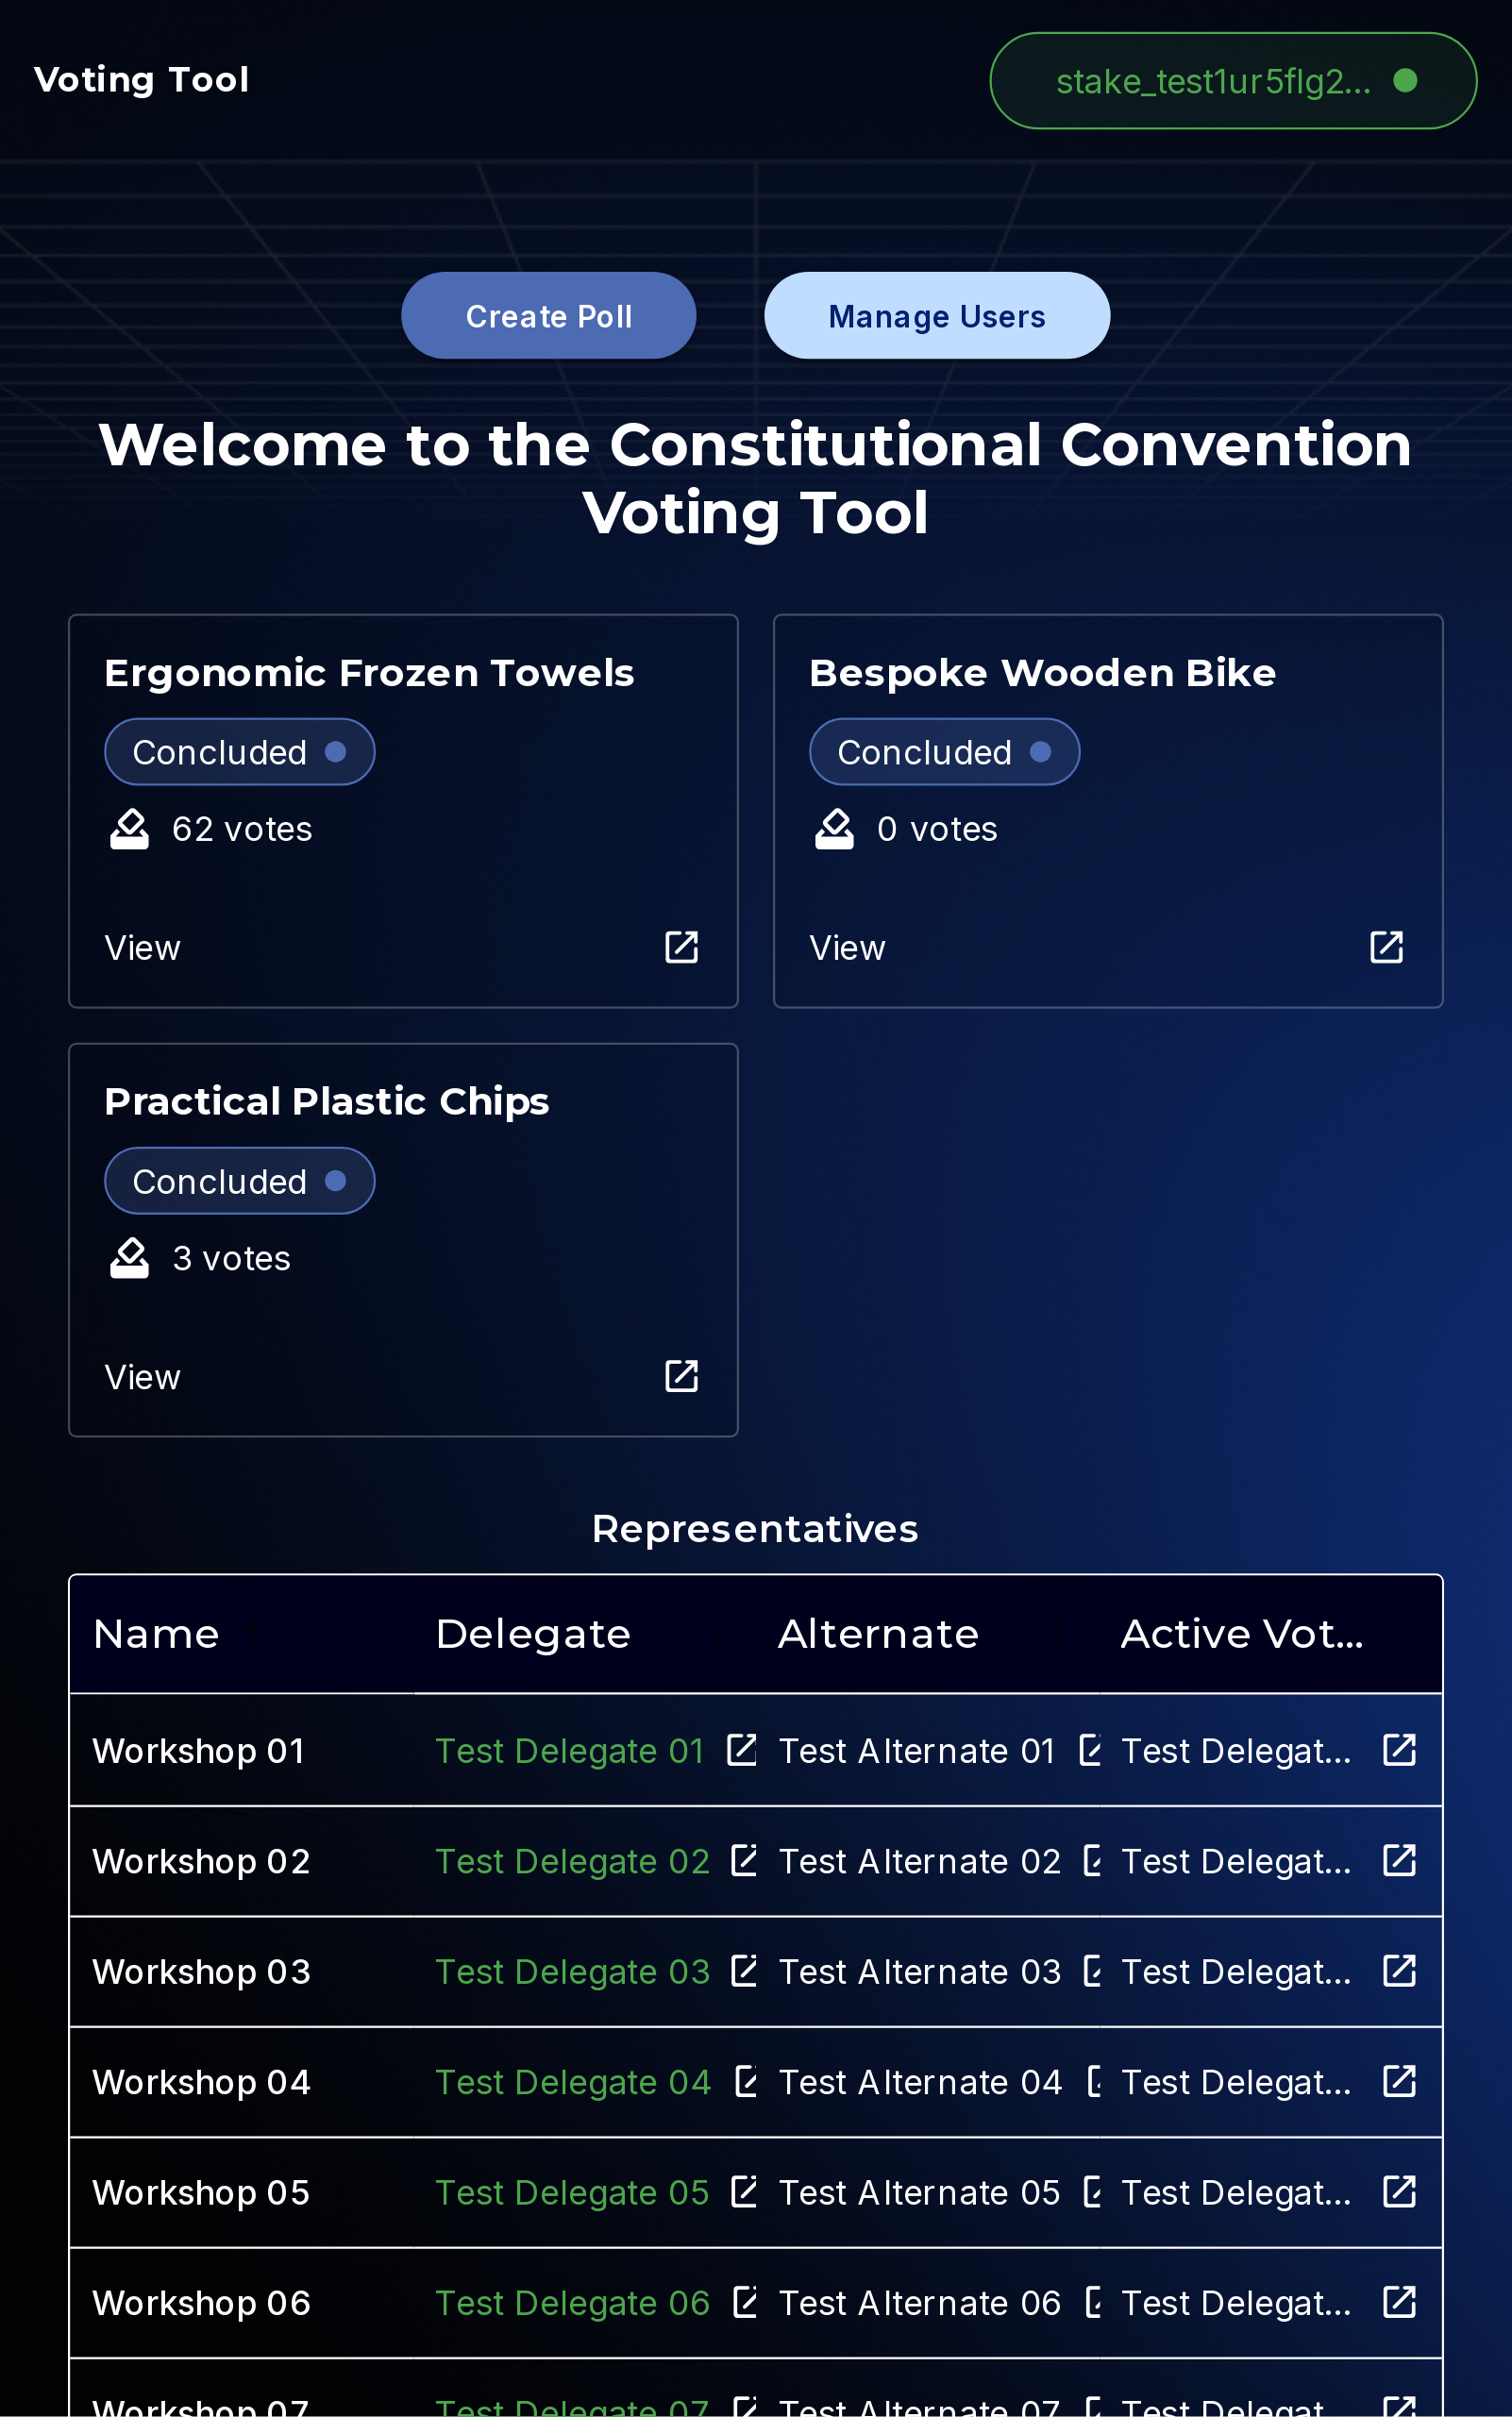 Voting Tool
stake_test1ur5flg2...
Create Poll
Manage Users
Welcome to the Constitutional Convention
Voting Tool
Ergonomic Frozen Towels
Concluded
62 votes
View
Bespoke Wooden Bike
Concluded
0 votes
View
Practical Plastic Chips
Concluded
3 votes
View
Representatives
Name Delegate Alternate Active Vot...
Workshop 01 Test Delegate 01 Test Alternate 01 Test Delegat...
Workshop 02 Test Delegate 02 Test Alternate 02 Test Delegat...
Workshop 03 Test Delegate 03 Test Alternate 03 Test Delegat...
Workshop 04 Test Delegate 04 Test Alternate 04 Test Delegat...
Workshop 05 Test Delegate 05 Test Alternate 05 Test Delegat...
Workshop 06 Test Delegate 06 Test Alternate 06 Test Delegat...
Workshop 07 Test Delegate 07 Test Alternate 07 Test Delegat...